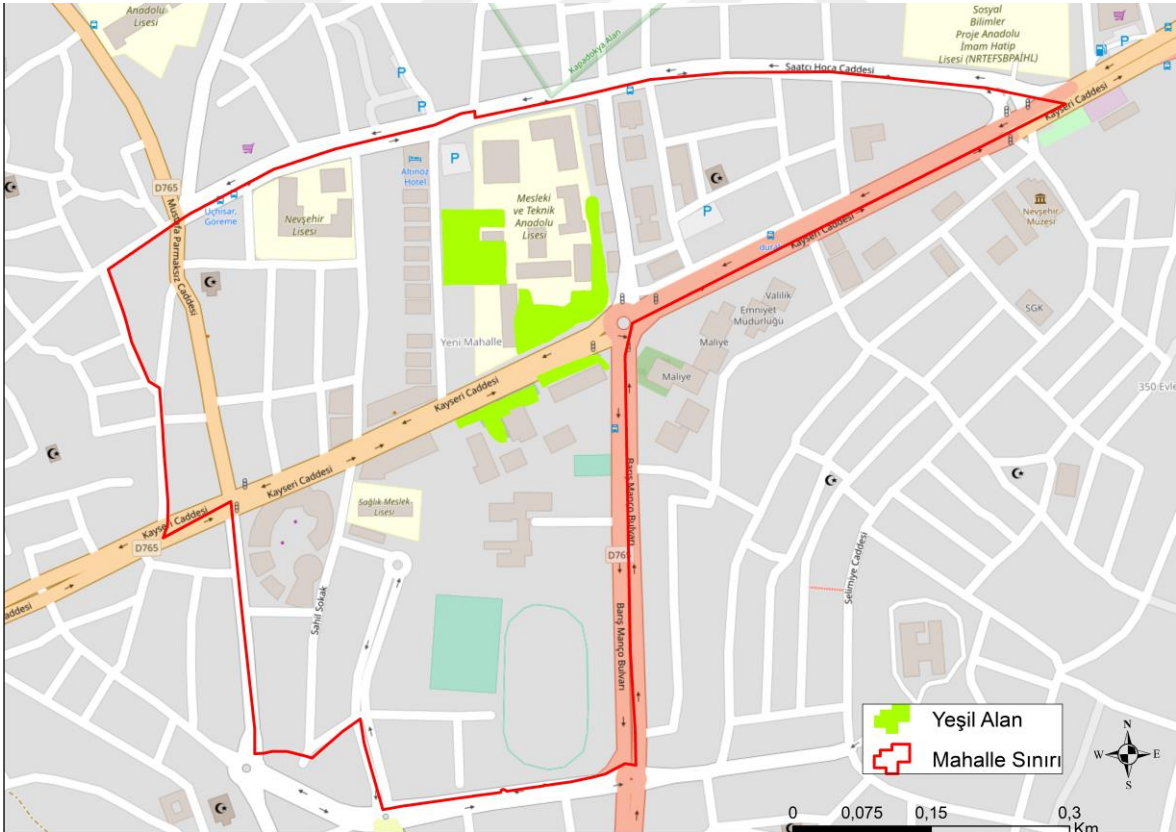 Anadolu
Lisesi
P
P
Kapadokya Alan
Sosyal
Bilimler
Proje Anadolu
İmam Hatip
Lisesi (NRTEFSBPAİHL)
P
Saatçi Hoca Caddesi
Kayseri Caddesi
D765
Uçhisar,
Göreme
Mustafa Parmaksız Caddesi
Nevşehir
Lisesi
Altınöz
Hotel
P
Mesleki
ve Teknik
Anadolu
Lisesi
P
Kayseri Caddesi
Nevşehir
Müzesi
Valilik
Emniyet
Müdürlüğü
Maliye
Maliye
SGK
Yeni Mahalle
350 Evle
Kayseri Caddesi
Kayseri Caddesi
Kayseri Caddesi
D765
addesi
Sağlık Meslek
Lisesi
Sahil Sokak
Barış Manço Bulvarı
D765
Barış Manço Bulvarı
Selimiye Caddesi
Yeşil Alan
Mahalle Sınırı
N
W E
S
0 0,075 0,15 0,3
Km